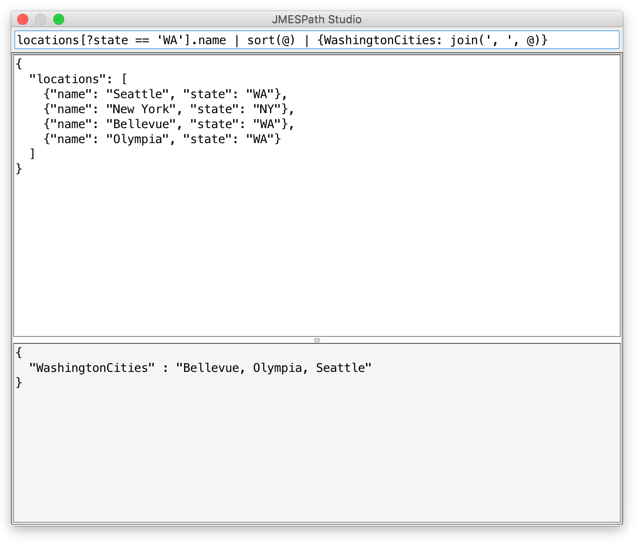 JMESPath Studio
locations[?state == 'WA'].name | sort(@) | {WashingtonCities: join(', ', @)}
{
  "locations": [
    {"name": "Seattle", "state": "WA"},
    {"name": "New York", "state": "NY"},
    {"name": "Bellevue", "state": "WA"},
    {"name": "Olympia", "state": "WA"}
  ]
}
{
  "WashingtonCities" : "Bellevue, Olympia, Seattle"
}